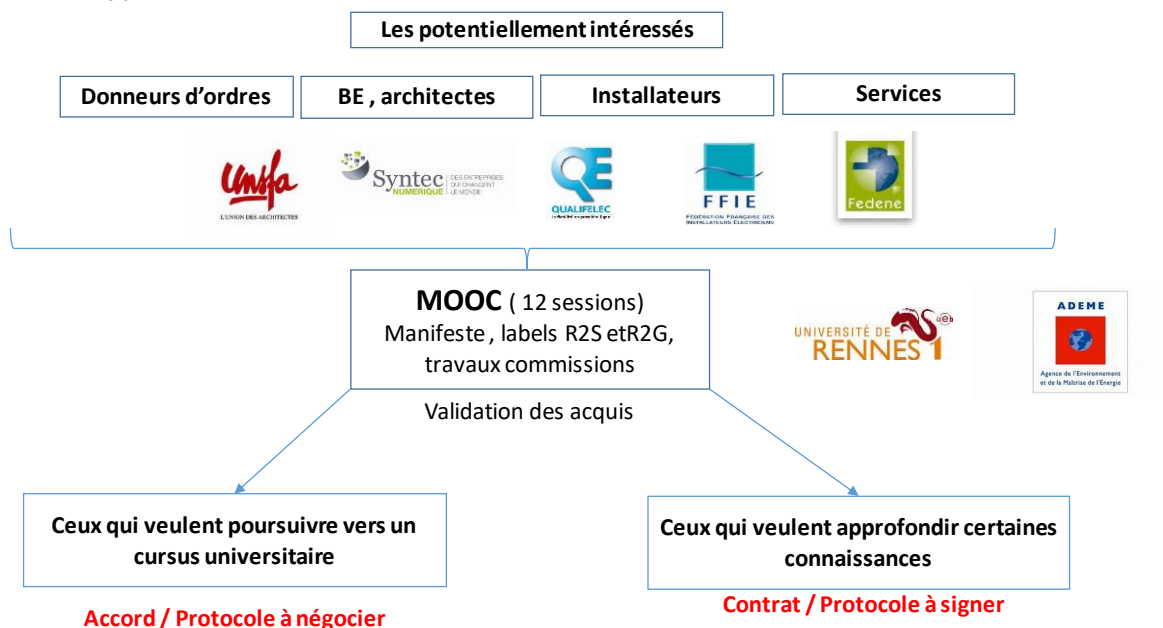 Les potentiellement intéressés
Donneurs d'ordres
BE , architectes
Installateurs
Services
Unsfa
L'UNION DES ARCHITECTES
Syntec
NUMÉRIQUE
DES ENTREPRISES
QUI CHANGENT
LE MONDE
QE
QUALIFELEC
FFIE
FÉDÉRATION FRANÇAISE DES
INSTALLATEURS ÉLECTRICIENS
Fedene
MOOC ( 12 sessions)
Manifeste , labels R2S etR2G,
travaux commissions
UNIVERSITÉ DE
RENNES 1
ueb
ADEME
Agence de l'Environnement
et de la Maîtrise de l'Energie
Validation des acquis
Ceux qui veulent poursuivre vers un
cursus universitaire
Ceux qui veulent approfondir certaines
connaissances
Accord / Protocole à négocier
Contrat / Protocole à signer